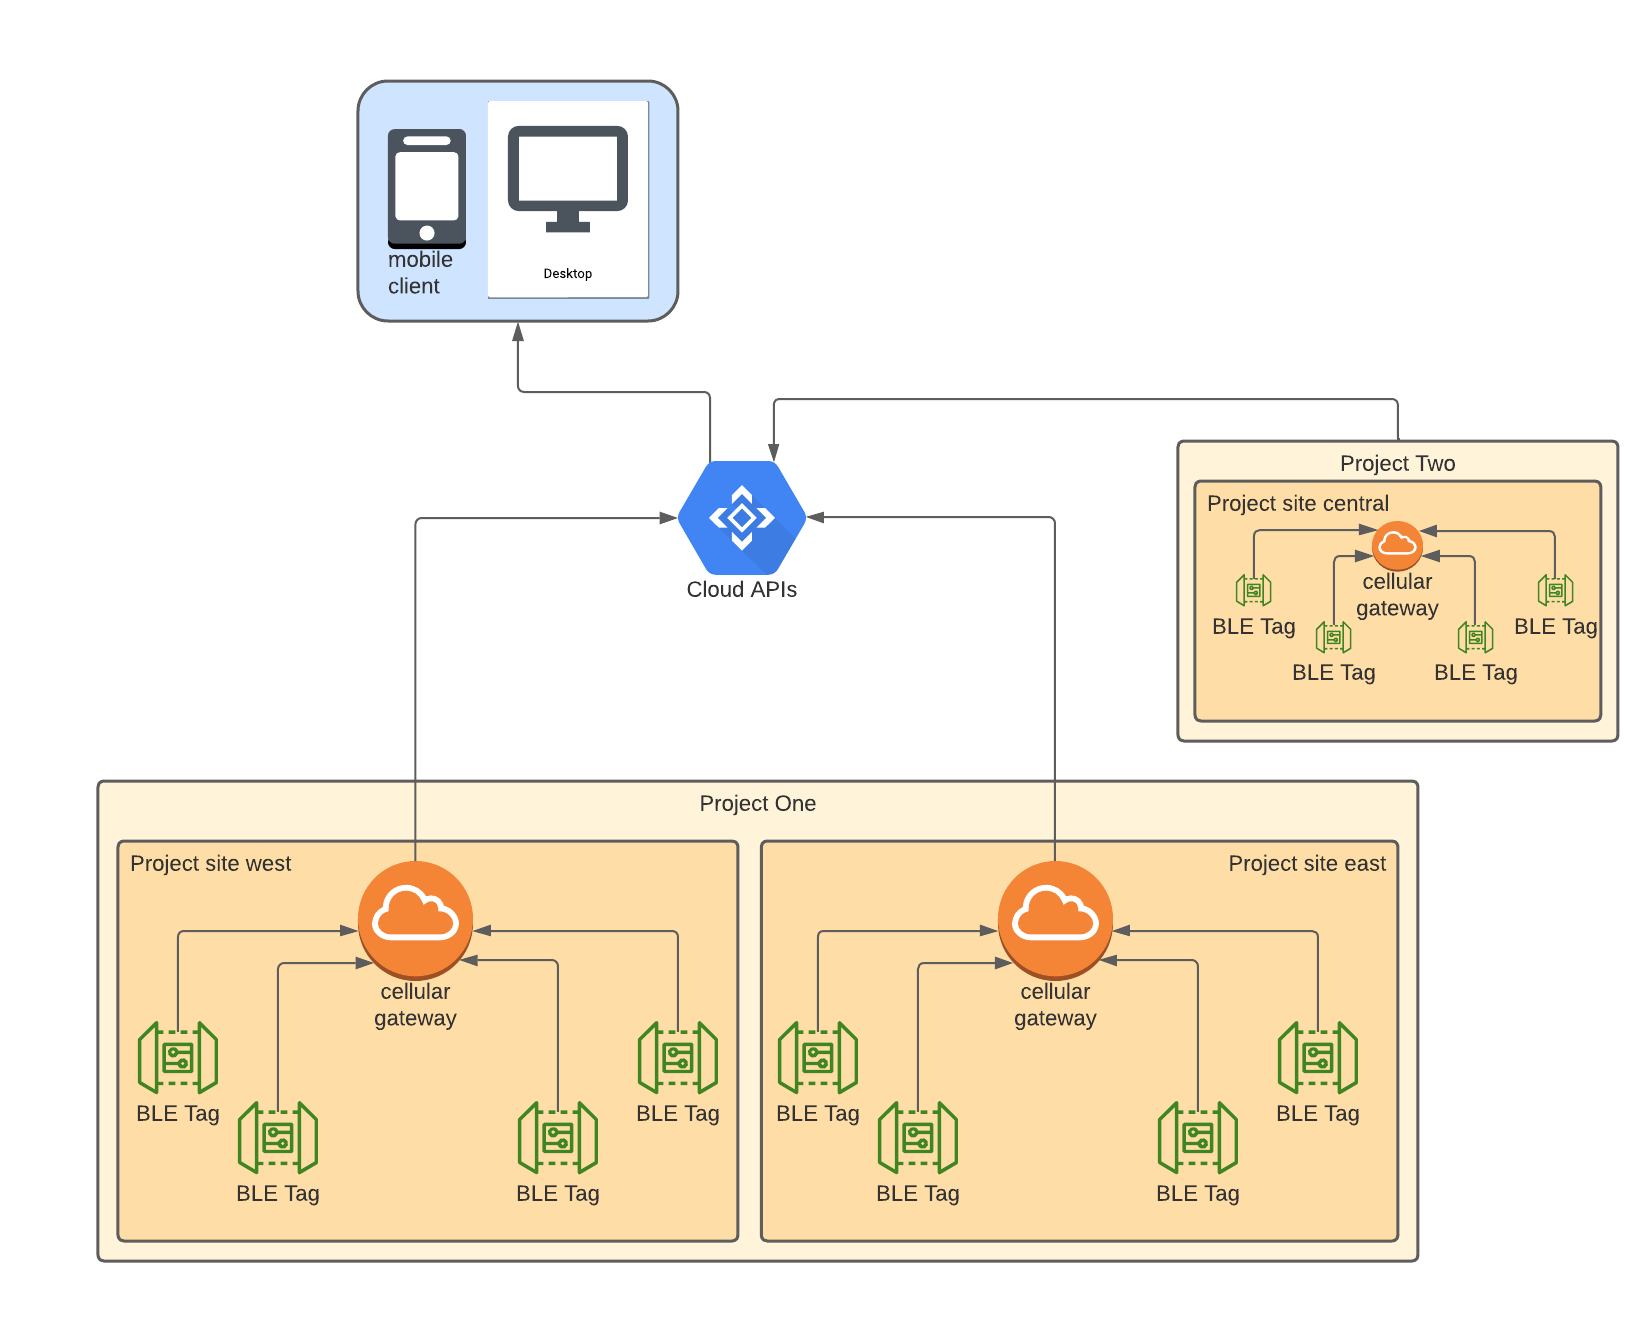 mobile
client
Desktop
Cloud APIs
Project Two
Project site central
cellular
gateway
BLE Tag
BLE Tag
BLE Tag
BLE Tag
Project One
Project site west
cellular
gateway
BLE Tag
BLE Tag
BLE Tag
BLE Tag
Project site east
cellular
gateway
BLE Tag
BLE Tag
BLE Tag
BLE Tag